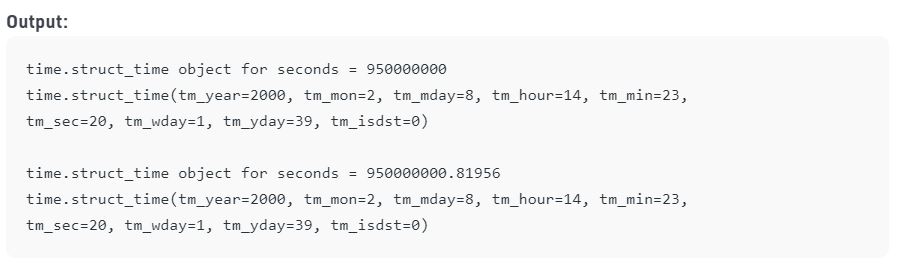 Output:
time.struct_time object for seconds = 950000000
time.struct_time(tm_year=2000, tm_mon=2, tm_mday=8, tm_hour=14, tm_min=23,
tm_sec=20, tm_wday=1, tm_yday=39, tm_isdst=0)
time.struct_time object for seconds = 950000000.81956
time.struct_time(tm_year=2000, tm_mon=2, tm_mday=8, tm_hour=14, tm_min=23,
tm_sec=20, tm_wday=1, tm_yday=39, tm_isdst=0)